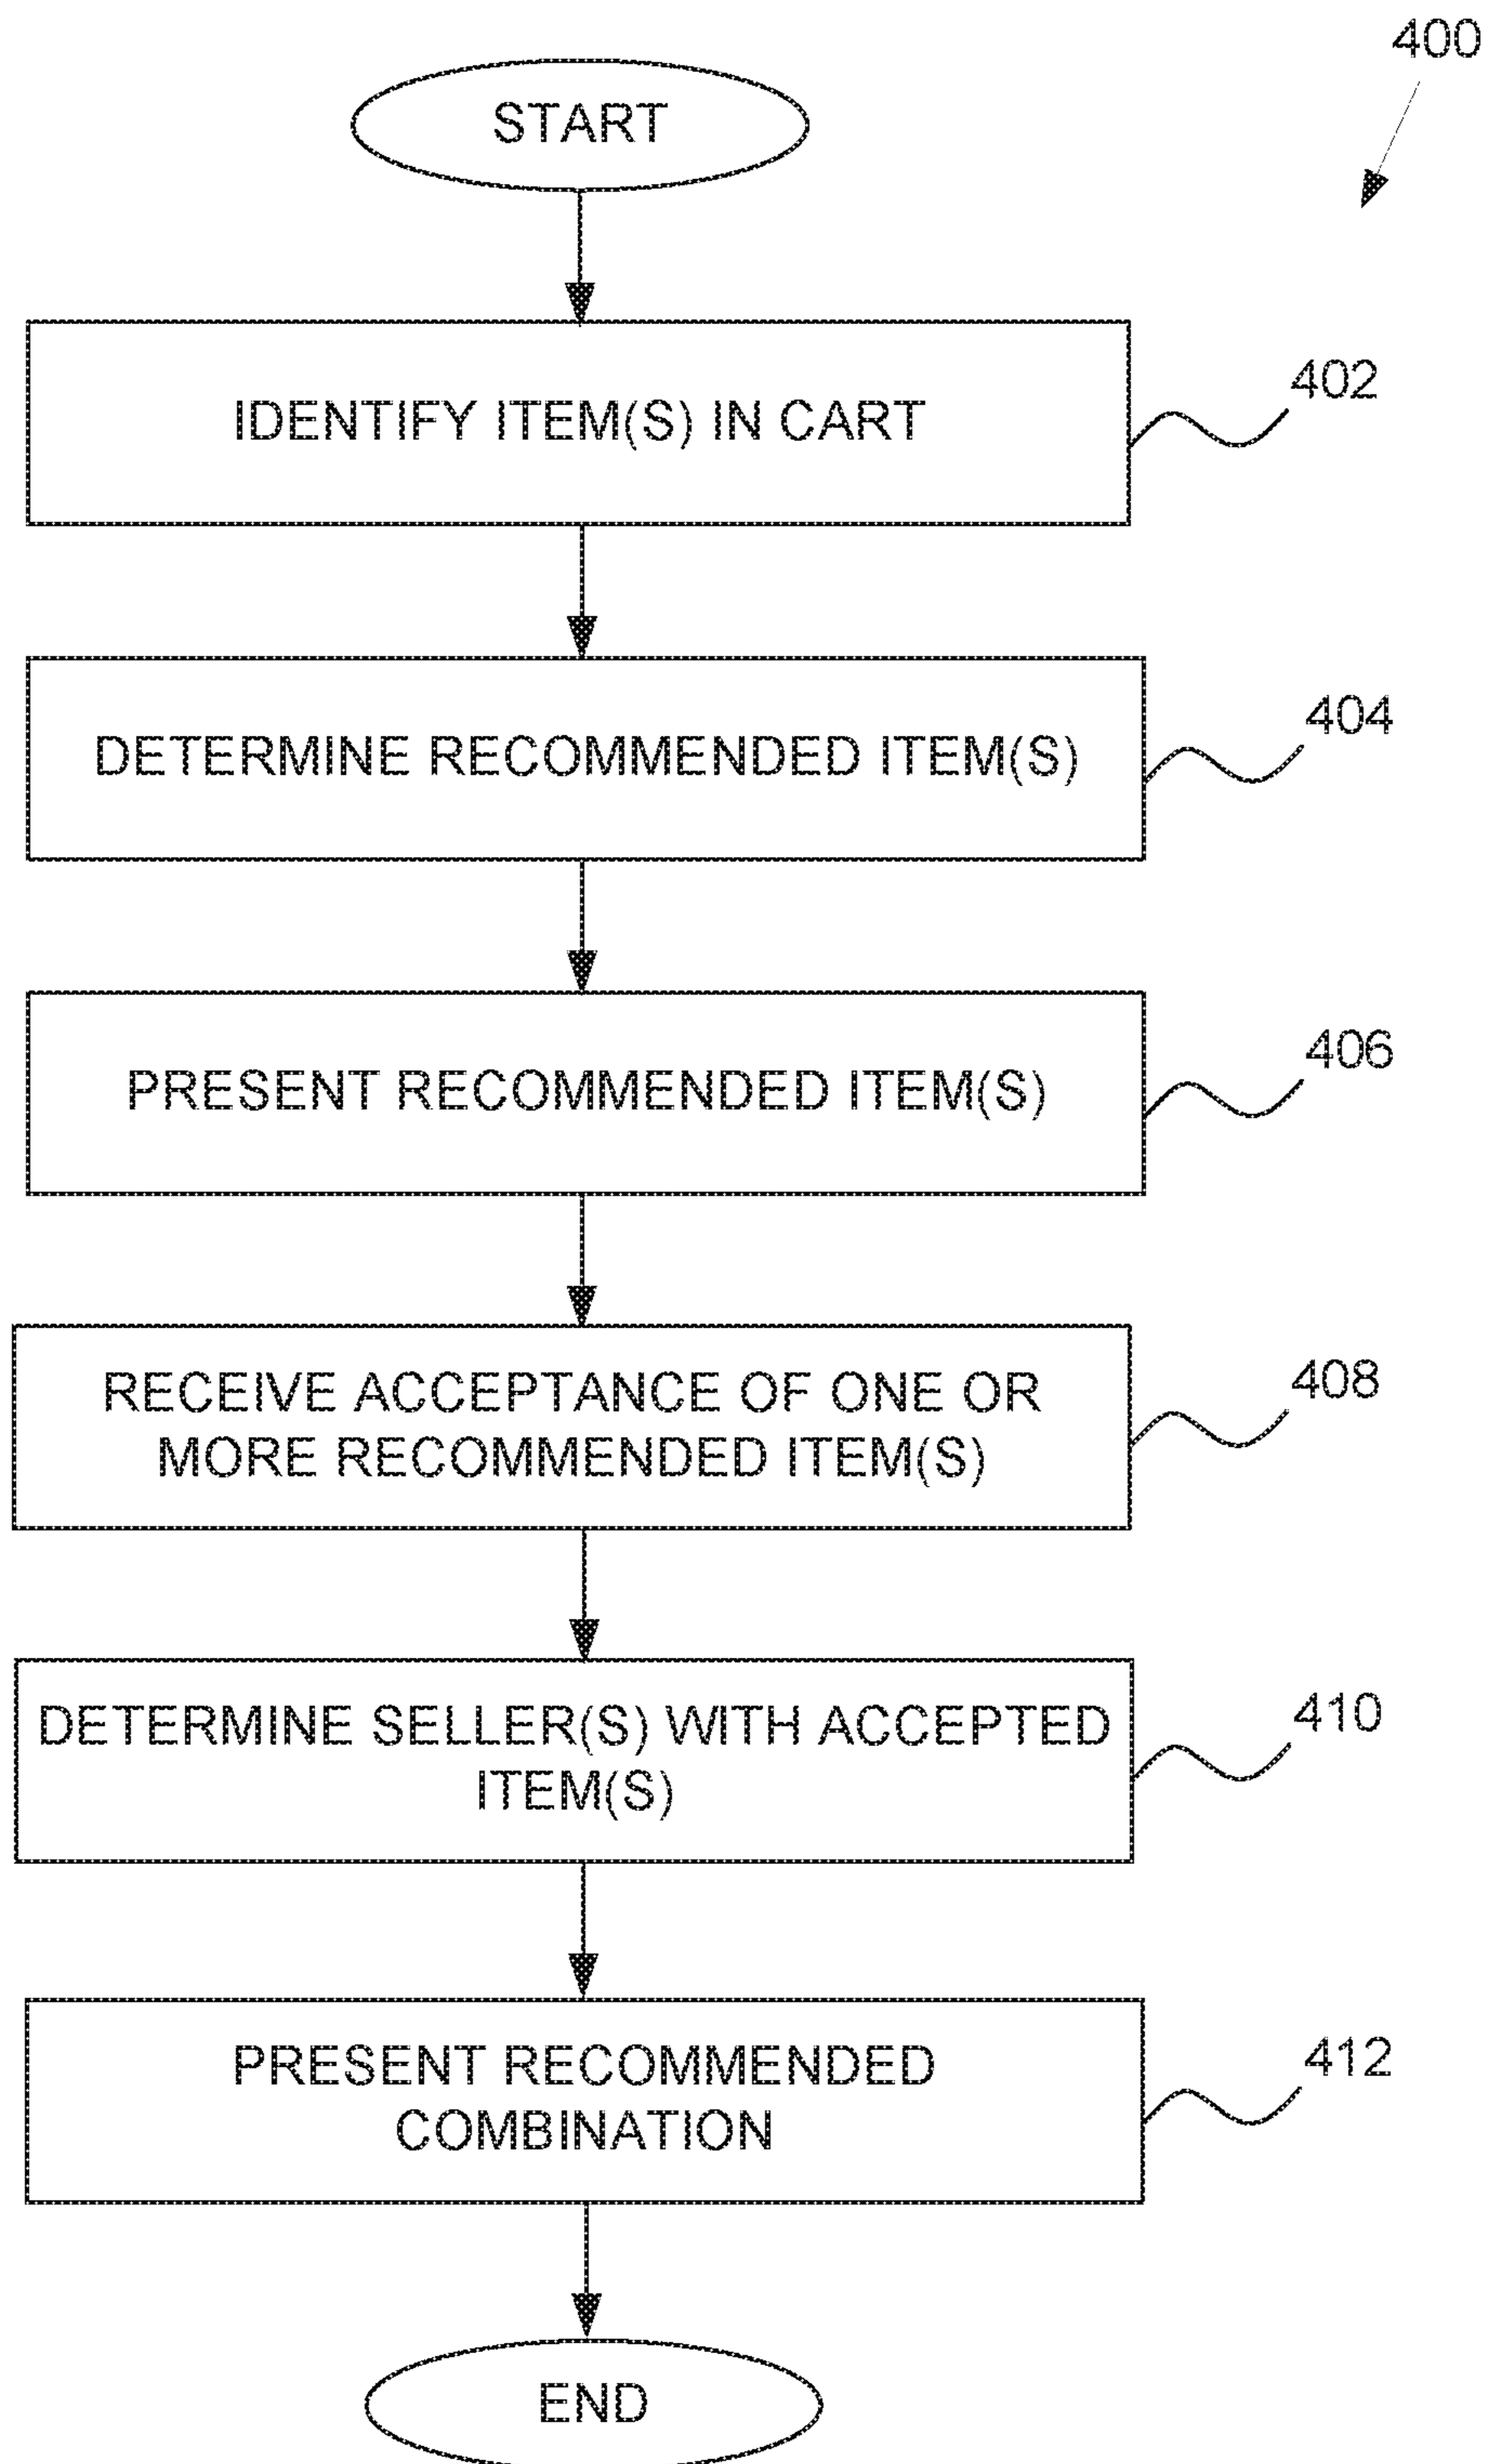 400
START
IDENTIFY ITEM(S) IN CART
402
DETERMINE RECOMMENDED ITEM(S)
404
PRESENT RECOMMENDED ITEM(S)
406
RECEIVE ACCEPTANCE OF ONE OR
MORE RECOMMENDED ITEM(S)
408
DETERMINE SELLER(S) WITH ACCEPTED
ITEM(S)
410
PRESENT RECOMMENDED
COMBINATION
412
END